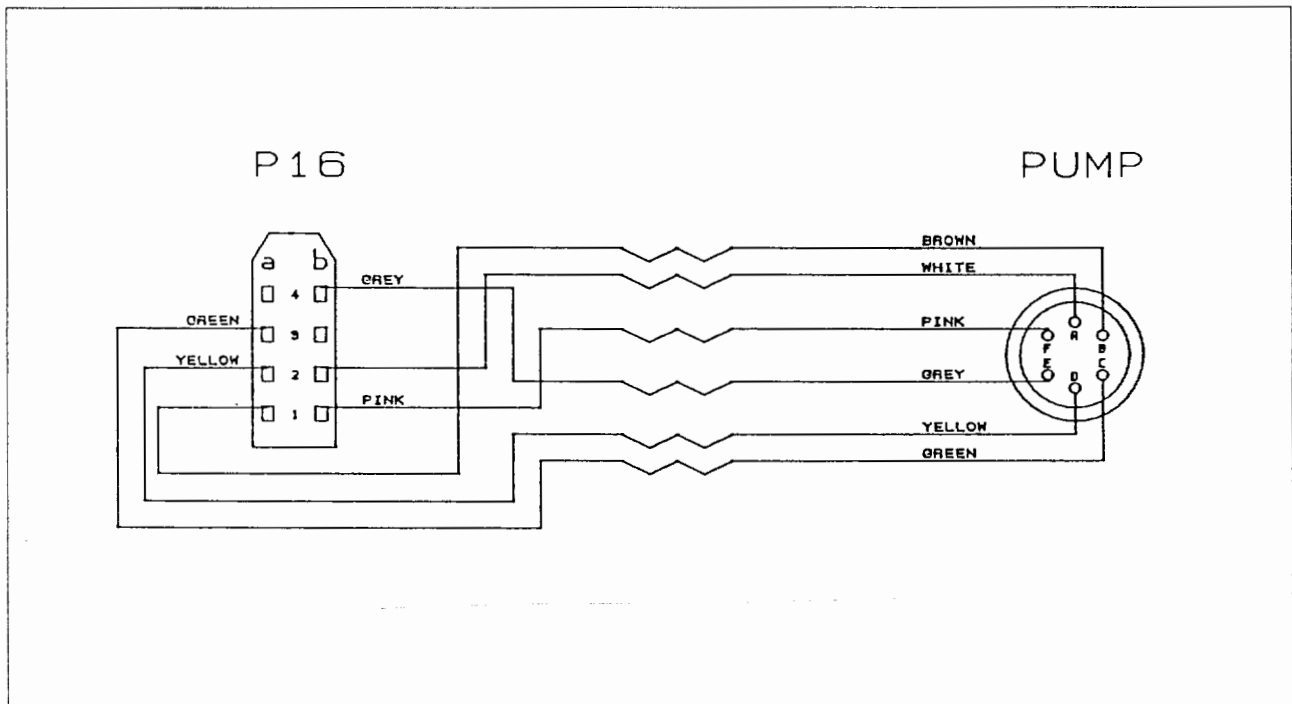 P16 PUMP
BROWN
a b WHITE
4 GREY
GREEN 3 PINK
A
F B
YELLOW 2 E D C
GREY
1 PINK
YELLOW
GREEN